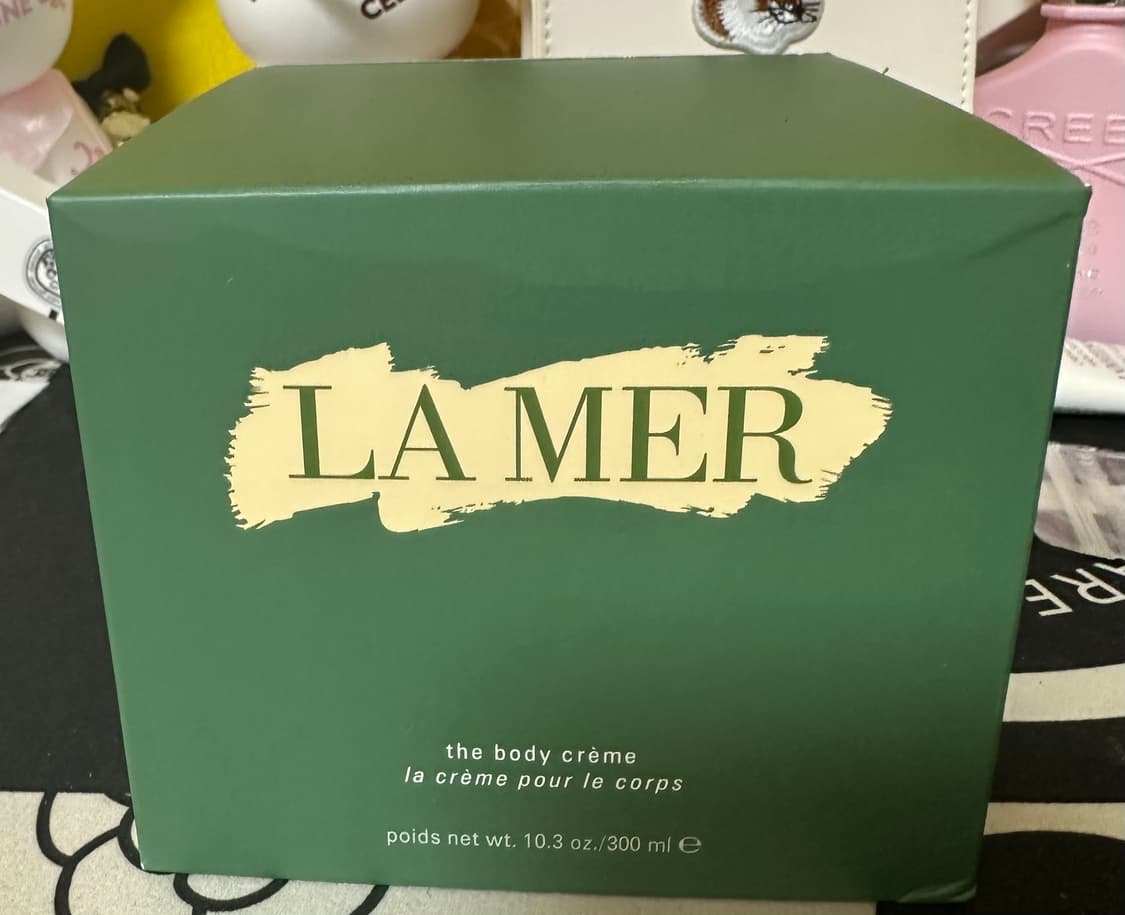 LA MER
the body crème
la crème pour le corps
poids net wt. 10.3 oz./300 ml ℮